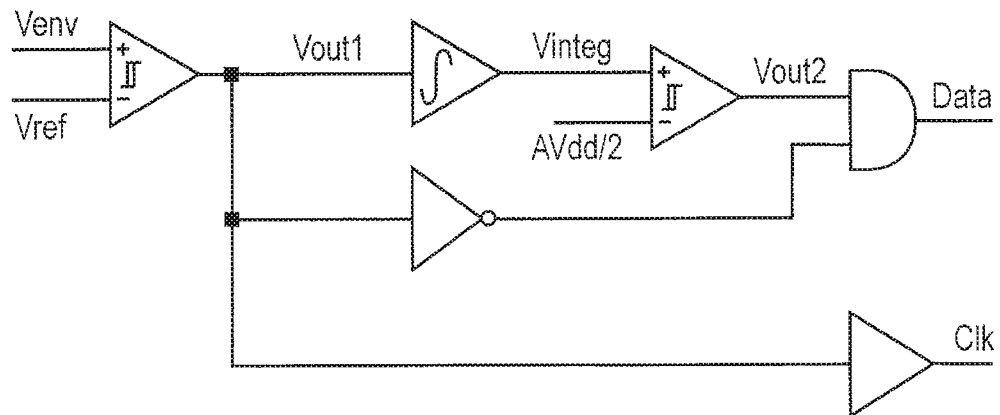 Venv
Vref
Vout1
Vinteg
AVdd/2
Vout2
Data
Clk